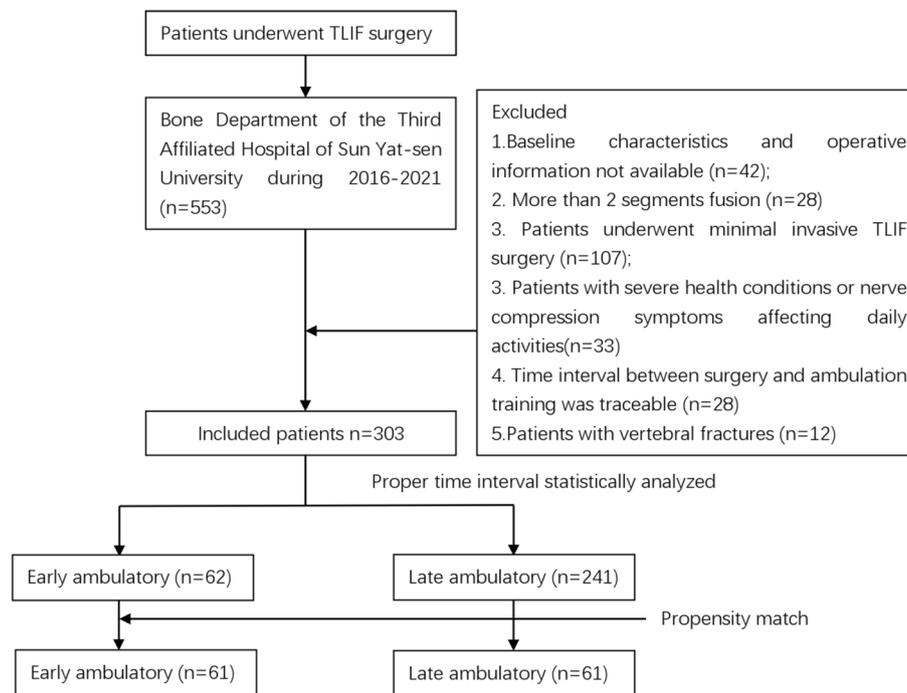 Patients underwent TLIF surgery
Bone Department of the Third
Affiliated Hospital of Sun Yat-sen
University during 2016-2021
(n=553)
Excluded
1.Baseline characteristics and operative
information not available (n=42);
2. More than 2 segments fusion (n=28)
3. Patients underwent minimal invasive TLIF
surgery (n=107);
3. Patients with severe health conditions or nerve
compression symptoms affecting daily
activities(n=33)
4. Time interval between surgery and ambulation
training was traceable (n=28)
5.Patients with vertebral fractures (n=12)
Included patients n=303
Proper time interval statistically analyzed
Early ambulatory (n=62)
Late ambulatory (n=241)
Propensity match
Early ambulatory (n=61)
Late ambulatory (n=61)